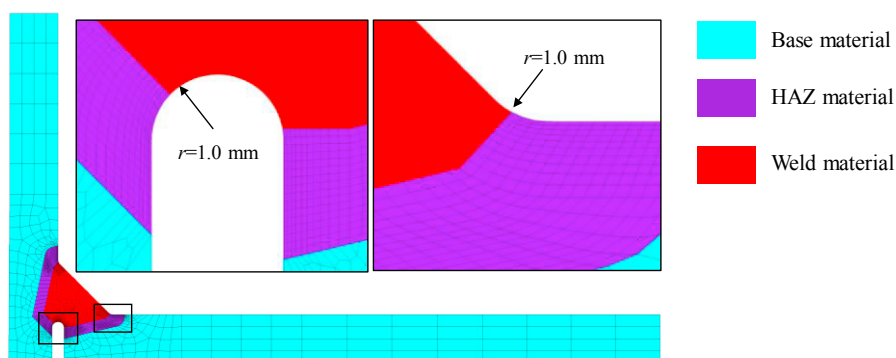 r=1.0 mm
r=1.0 mm
Base material
HAZ material
Weld material